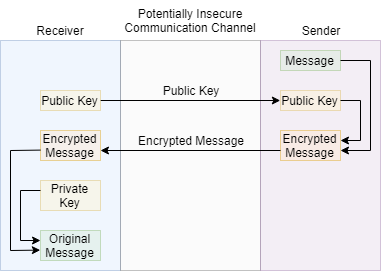 Receiver
Potentially Insecure
Communication Channel
Sender
Message
Public Key
Public Key
Public Key
Encrypted
Message
Encrypted Message
Encrypted
Message
Private
Key
Original
Message